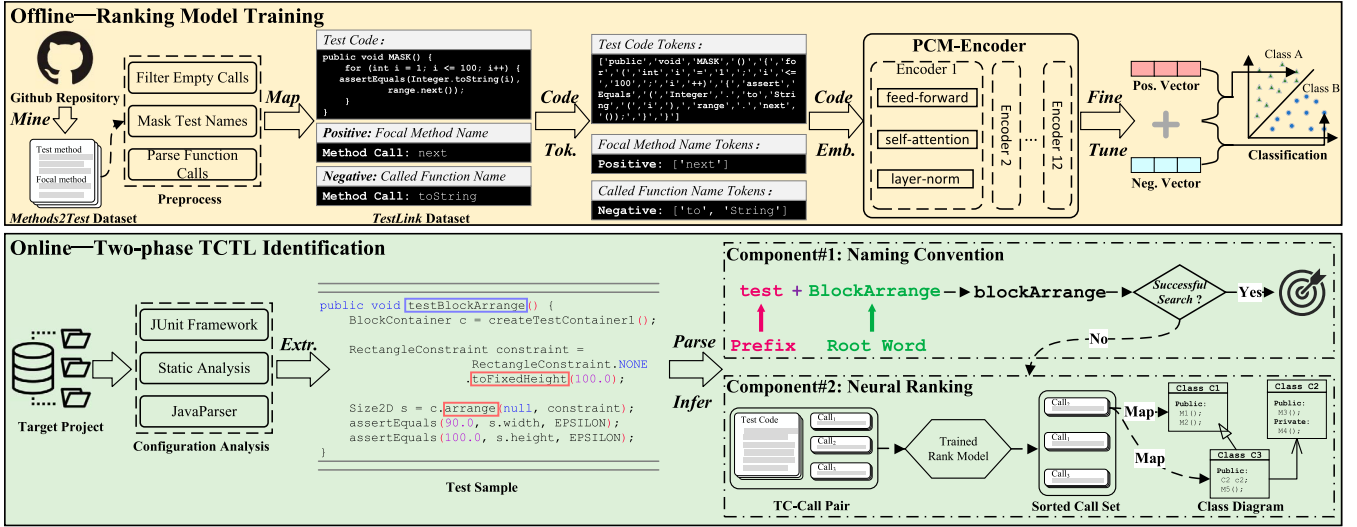 Offline—Ranking Model Training
Github Repository
Mine
Test method
Focal method
Methods2Test Dataset
Filter Empty Calls
Mask Test Names
Parse Function
Calls
Preprocess
Map
Test Code:
public void MASK() {
for (int i = 1; i <= 100; i++) {
assertEquals(Integer.toString(i),
range.next());
}
}
Positive: Focal Method Name
Method Call: next
Negative: Called Function Name
Method Call: toString
TestLink Dataset
Code
Tok.
Test Code Tokens:
['public','void','MASK','()','{','fo
r','(','int','i','=','1',';','i','<=
','100',';','i','++',')','{','assert','
Equals','(','Integer','.','to','Stri
ng','(','i','),','range','.','next',
'());','}','}']
Focal Method Name Tokens:
Positive: ['next']
Called Function Name Tokens:
Negative: ['to', 'String']
Code
Emb.
PCM-Encoder
Encoder 1
feed-forward
self-attention
layer-norm
Encoder 2
...
Encoder 12
Fine
Tune
Pos. Vector
+
Neg. Vector
Class A
Class B
Classification
Online—Two-phase TCTL Identification
Target Project
JUnit Framework
Static Analysis
JavaParser
Configuration Analysis
Extr.
public void testBlockArrange() {
BlockContainer c = createTestContainer1();
RectangleConstraint constraint =
RectangleConstraint.NONE
.toFixedHeight(100.0);
Size2D s = c.arrange(null, constraint);
assertEquals(90.0, s.width, EPSILON);
assertEquals(100.0, s.height, EPSILON);
}
Test Sample
Parse
Infer
Component#1: Naming Convention
test + BlockArrange
blockArrange
Successful
Search ?
Yes
Prefix
Root Word
No
Component#2: Neural Ranking
Test Code
Call1
Call2
Call3
TC-Call Pair
Trained
Rank Model
Call2
Call1
Call3
Sorted Call Set
Map
Map
Class C1
Public:
M1();
M2();
Class C2
Public:
M3();
Private:
M4();
Class C3
Public:
C2 c2;
M5();
Class Diagram